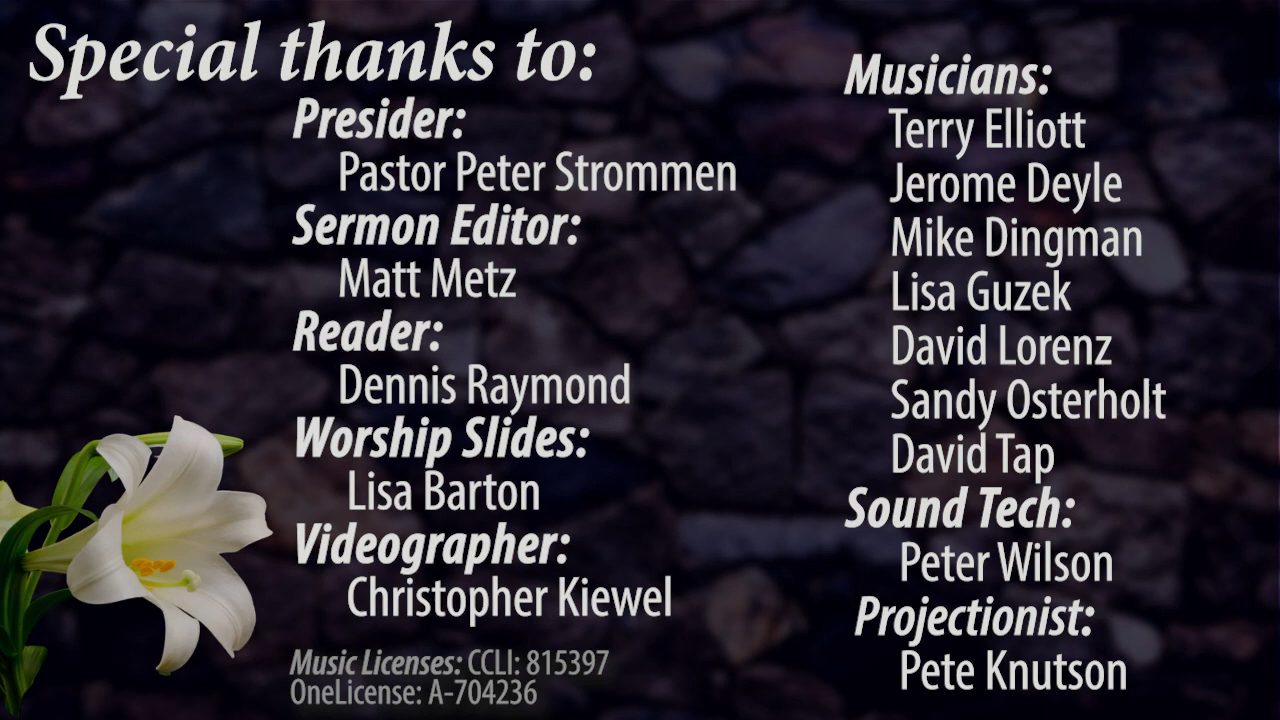 Special thanks to:
Presider:
Pastor Peter Strommen
Sermon Editor:
Matt Metz
Reader:
Dennis Raymond
Worship Slides:
Lisa Barton
Videographer:
Christopher Kiewel
Music Licenses: CCLI: 815397
OneLicense: A-704236
Musicians:
Terry Elliott
Jerome Deyle
Mike Dingman
Lisa Guzek
David Lorenz
Sandy Osterholt
David Tap
Sound Tech:
Peter Wilson
Projectionist:
Pete Knutson